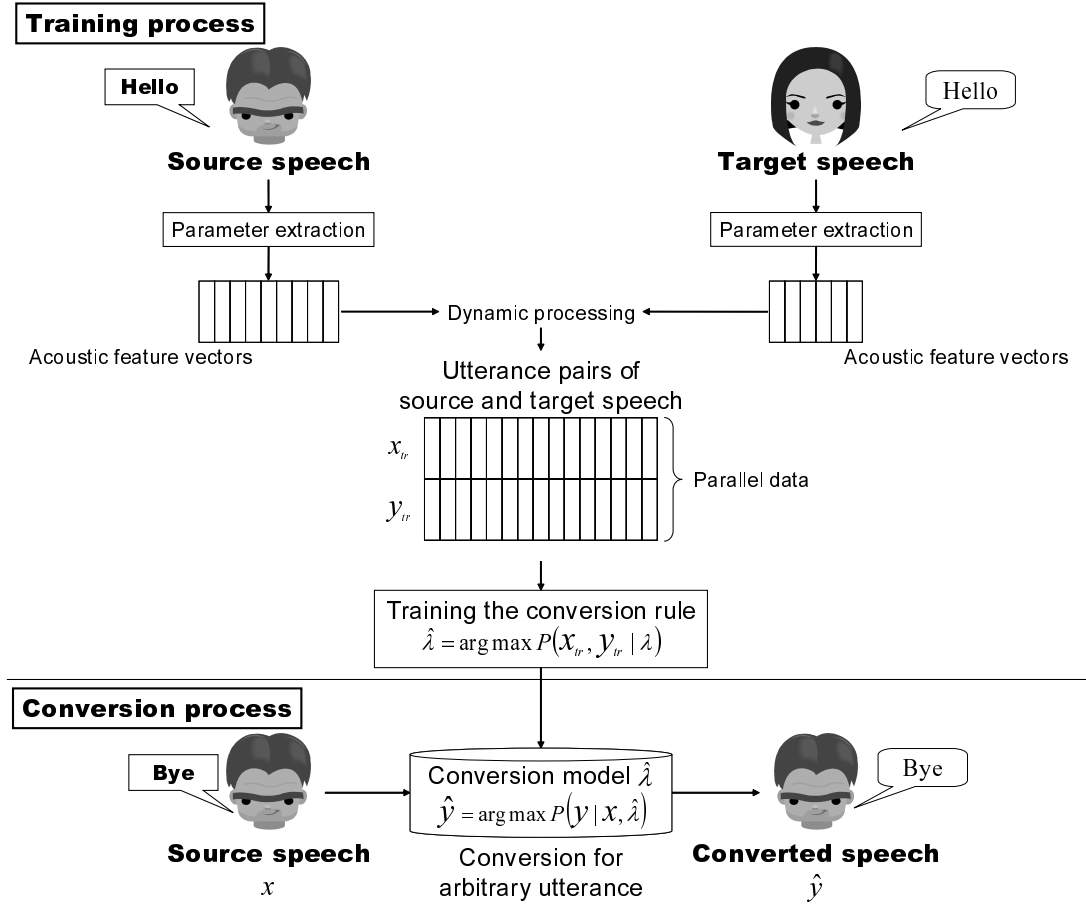 Training process
Hello
Hello
Source speech
Target speech
Parameter extraction
Parameter extraction
Dynamic processing
Acoustic feature vectors
Acoustic feature vectors
Utterance pairs of
source and target speech
x_tr
y_tr
Parallel data
Training the conversion rule
λ̂ = arg max P(x_tr, y_tr | λ)
Conversion process
Bye
Bye
Conversion model λ̂
ŷ = arg max P(y | x, λ̂)
Source speech
Converted speech
Conversion for
arbitrary utterance
x
ŷ